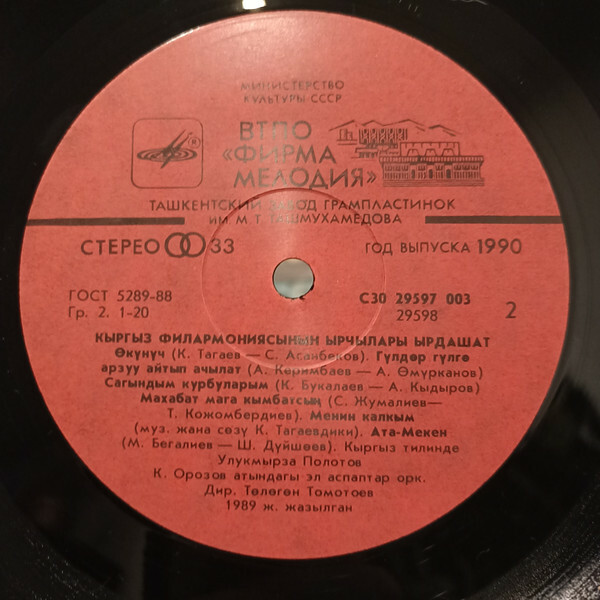 МИНИСТЕРСТВО
КУЛЬТУРЫ СССР
ВТПО
«ФИРМА
МЕЛОДИЯ»
ТАШКЕНТСКИЙ ЗАВОД ГРАМПЛАСТИНОК
ИМ. М. Т. ТАШМУХАМЕДОВА
СТЕРЕО 33
ГОД ВЫПУСКА 1990
ГОСТ 5289-88
Гр. 2. 1-20
С30 29597 003
29598
2
КЫРГЫЗ ФИЛАРМОНИЯСЫНЫН ЫРЧЫЛАРЫ ЫРДАШАТ
Өкүнүч (К. Тагаев — С. Асанбеков). Гүлдөр гүлгө
арзуу айтып ачылат (А. Керимбаев — А. Өмүрканов)
Сагындым курбуларым (К. Букалаев — А. Кыдыров)
Махабат мага кымбатсың (С. Жумалиев—
Т. Кожомбердиев). Менин калкым
(муз. жана сөзү К. Тагаевдики). Ата-Мекен
(М. Бегалиев — Ш. Дүйшеев). Кыргыз тилинде
Улукмырза Полотов
К. Орозов атындагы эл аспаптар орк.
Дир. Төлөгөн Томотоев
1989 ж. жазылган